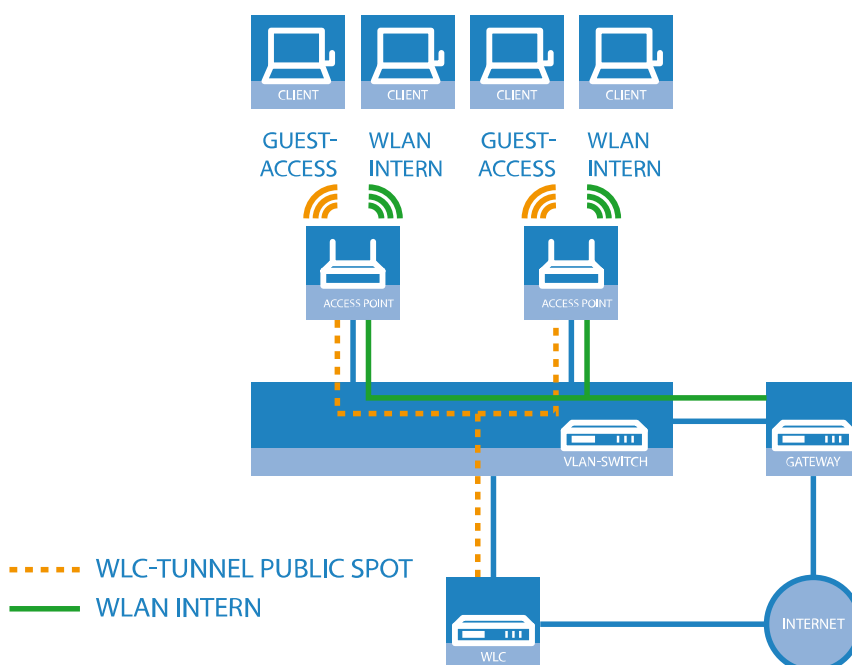 CLIENT
CLIENT
CLIENT
CLIENT
GUEST-
ACCESS
WLAN
INTERN
GUEST-
ACCESS
WLAN
INTERN
ACCESS POINT
ACCESS POINT
VLAN-SWITCH
GATEWAY
WLC-TUNNEL PUBLIC SPOT
WLAN INTERN
INTERNET
WLC